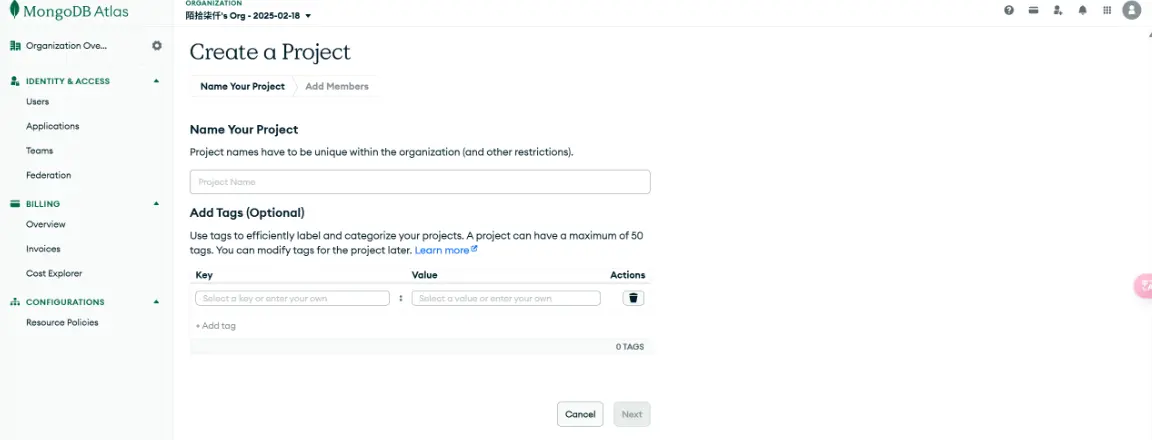 MongoDB Atlas
ORGANIZATION
陌拾柒仟's Org - 2025-02-18
Organization Ove...
IDENTITY & ACCESS
Users
Applications
Teams
Federation
BILLING
Overview
Invoices
Cost Explorer
CONFIGURATIONS
Resource Policies
Create a Project
Name Your Project
Add Members
Name Your Project
Project names have to be unique within the organization (and other restrictions).
Project Name
Add Tags (Optional)
Use tags to efficiently label and categorize your projects. A project can have a maximum of 50
tags. You can modify tags for the project later. Learn more
Key Value Actions
Select a key or enter your own : Select a value or enter your own
+ Add tag
0 TAGS
Cancel
Next